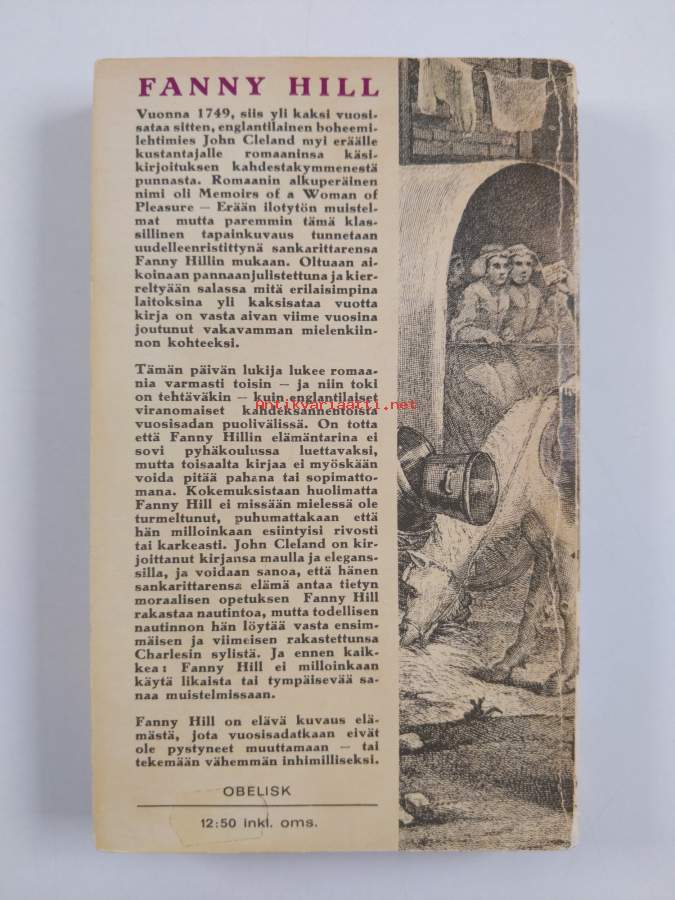 FANNY HILL
Vuonna 1749, siis yli kaksi vuosi-
sataa sitten, englantilainen boheemi-
lehtimies John Cleland myi eräälle
kustantajalle romaaninsa käsi-
kirjoituksen kahdestakymmenestä
punnasta. Romaanin alkuperäinen
nimi oli Memoirs of a Woman of
Pleasure — Erään ilotytön muistel-
mat mutta paremmin tämä klas-
sillinen tapainkuvaus tunnetaan
uudelleenristittynä sankarittarensa
Fanny Hillin mukaan. Oltuaan ai-
koinaan pannaanjulistettuna ja kier-
reltyään salassa mitä erilaisimpina
laitoksina yli kaksisataa vuotta
kirja on vasta aivan viime vuosina
joutunut vakavamman mielenkiin-
non kohteeksi.
Tämän päivän lukija lukee romaa-
nia varmasti toisin — ja niin toki
on tehtäväkin — kuin englantilaiset
viranomaiset kahdeksannentoista
vuosisadan puolivälissä. On totta
että Fanny Hillin elämäntarina ei
sovi pyhäkoulussa luettavaksi,
mutta toisaalta kirjaa ei myöskään
voida pitää pahana tai sopimatto-
mana. Kokemuksistaan huolimatta
Fanny Hill ei missään mielessä ole
turmeltunut, puhumattakaan että
hän milloinkaan esiintyisi rivosti
tai karkeasti. John Cleland on kir-
joittanut kirjansa maulla ja elegans-
silla, ja voidaan sanoa, että hänen
sankarittarensa elämä antaa tietyn
moraalisen opetuksen Fanny Hill
rakastaa nautintoa, mutta todellisen
nautinnon hän löytää vasta ensim-
mäisen ja viimeisen rakastettunsa
Charlesin sylistä. Ja ennen kaik-
kea: Fanny Hill ei milloinkaan
käytä likaista tai tympäisevää sa-
naa muistelmissaan.
Fanny Hill on elävä kuvaus elä-
mästä, jota vuosisadatkaan eivät
ole pystyneet muuttamaan — tai
tekemään vähemmän inhimilliseksi.
OBELISK
12:50 inkl. oms.
Antikvariaatti.net